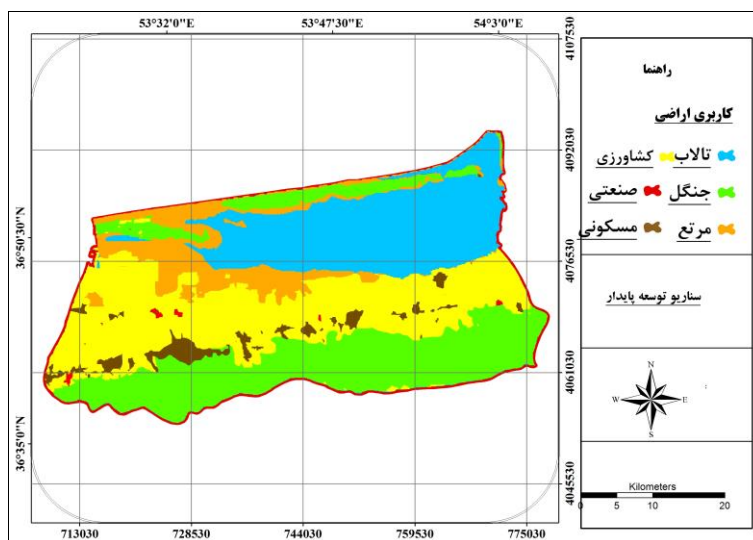 53°32'0"E 53°47'30"E 54°3'0"E
4107530
4092030
4076530
4061030
4045530
36°50'30"N
36°35'0"N
713030 728530 744030 759530 775030
راهنما
کاربری اراضی
تالاب کشاورزی
جنگل صنعتی
مرتع مسکونی
سناریو توسعه پایدار
N
W E
S
Kilometers
0 5 10 20